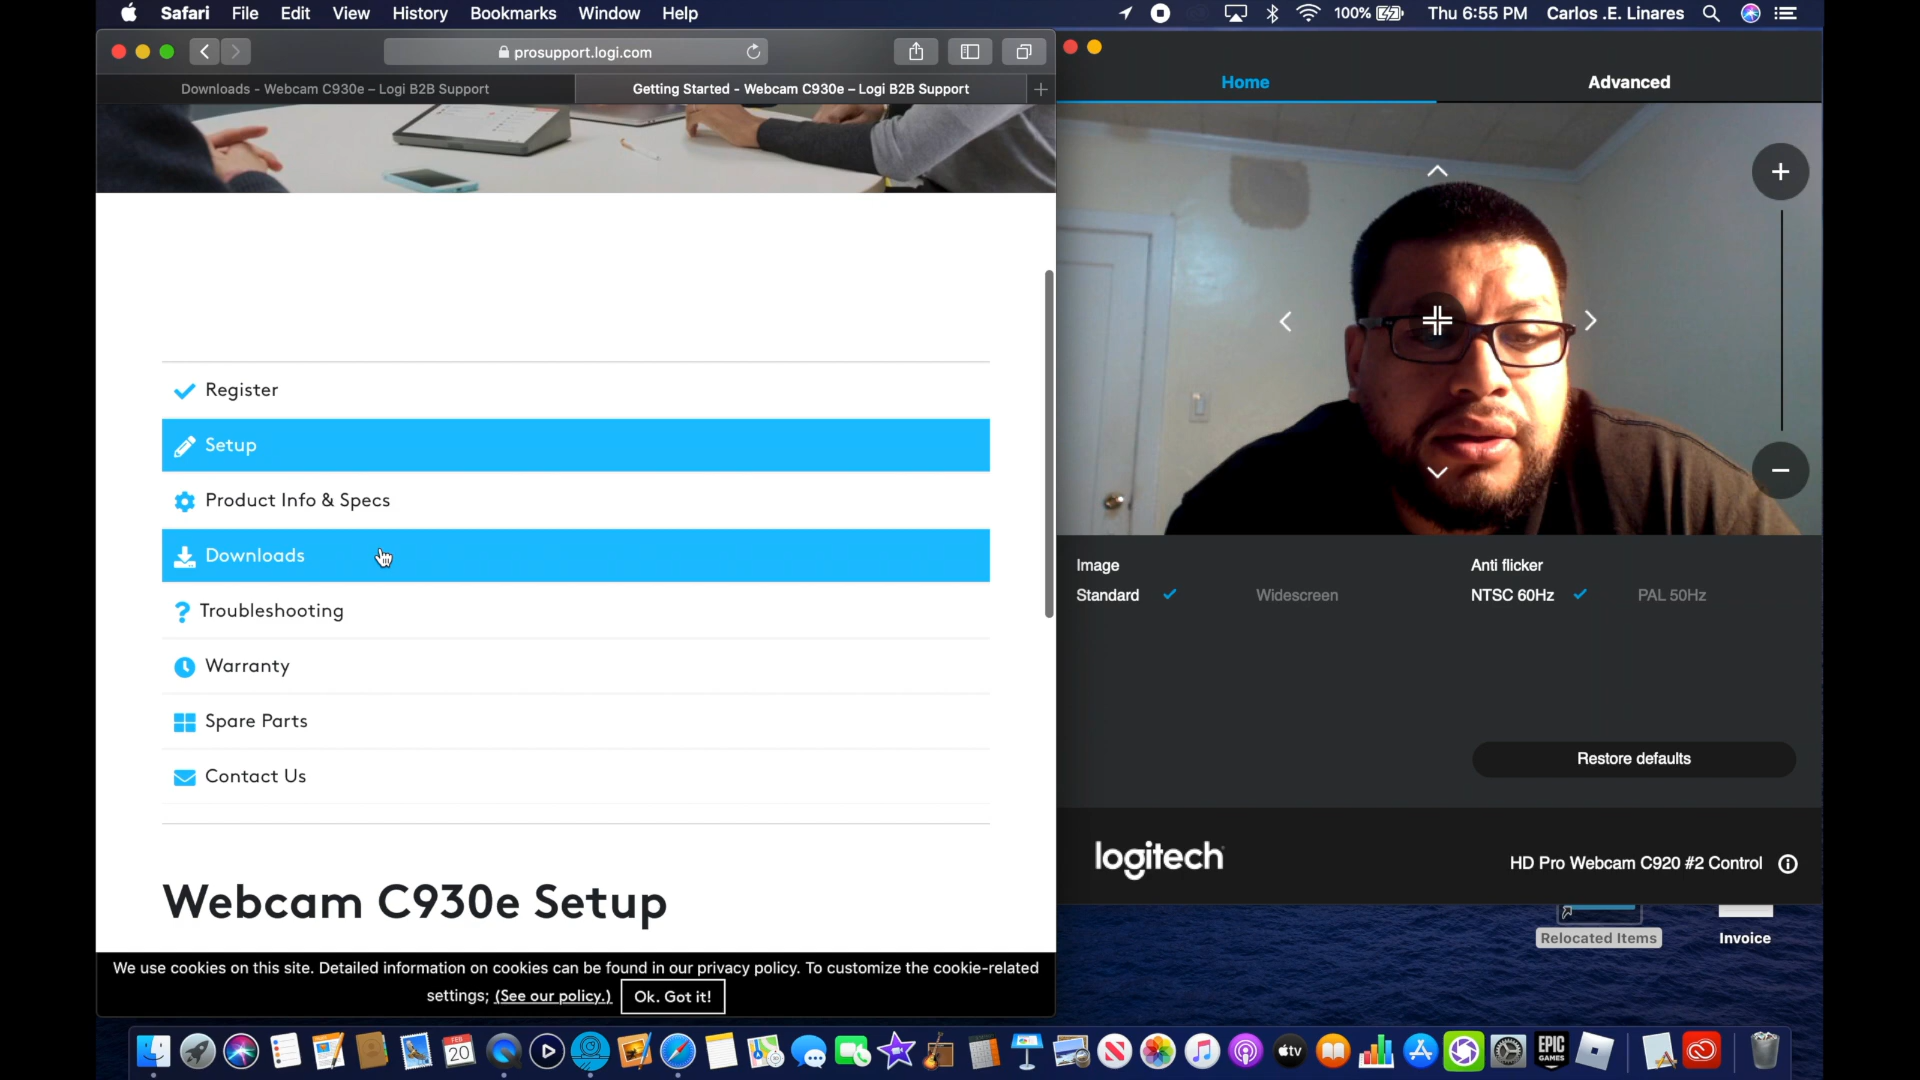 Safari File Edit View History Bookmarks Window Help 100% Thu 6:55 PM Carlos .E. Linares
prosupport.logi.com
Downloads - Webcam C930e – Logi B2B Support
Getting Started - Webcam C930e – Logi B2B Support
Register
Setup
Product Info & Specs
Downloads
Troubleshooting
Warranty
Spare Parts
Contact Us
Webcam C930e Setup
We use cookies on this site. Detailed information on cookies can be found in our privacy policy. To customize the cookie-related
settings; (See our policy.) Ok. Got it!
Home Advanced
Image Anti flicker
Standard Widescreen NTSC 60Hz PAL 50Hz
Restore defaults
logitech
HD Pro Webcam C920 #2 Control
Relocated Items Invoice
FEB
20
tv
EPIC
GAMES